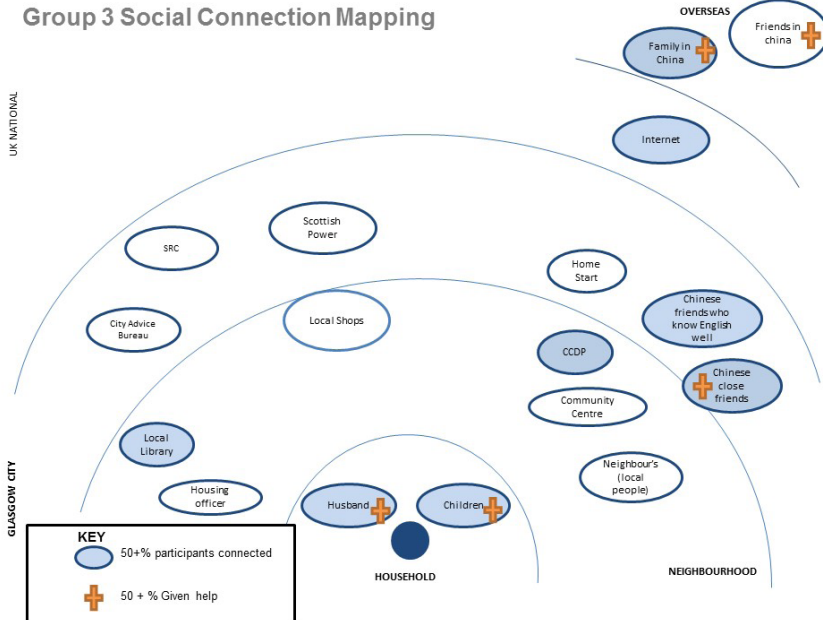 Group 3 Social Connection Mapping
OVERSEAS
Friends in
china
Family in
China
UK NATIONAL
Internet
Scottish
Power
SRC
Home
Start
Chinese
friends who
know English
well
City Advice
Bureau
Local Shops
CCDP
Chinese
close
friends
Community
Centre
Local
Library
Neighbour's
(local
people)
Housing
officer
Husband
Children
GLASGOW CITY
HOUSEHOLD
NEIGHBOURHOOD
KEY
50+% participants connected
50 + % Given help